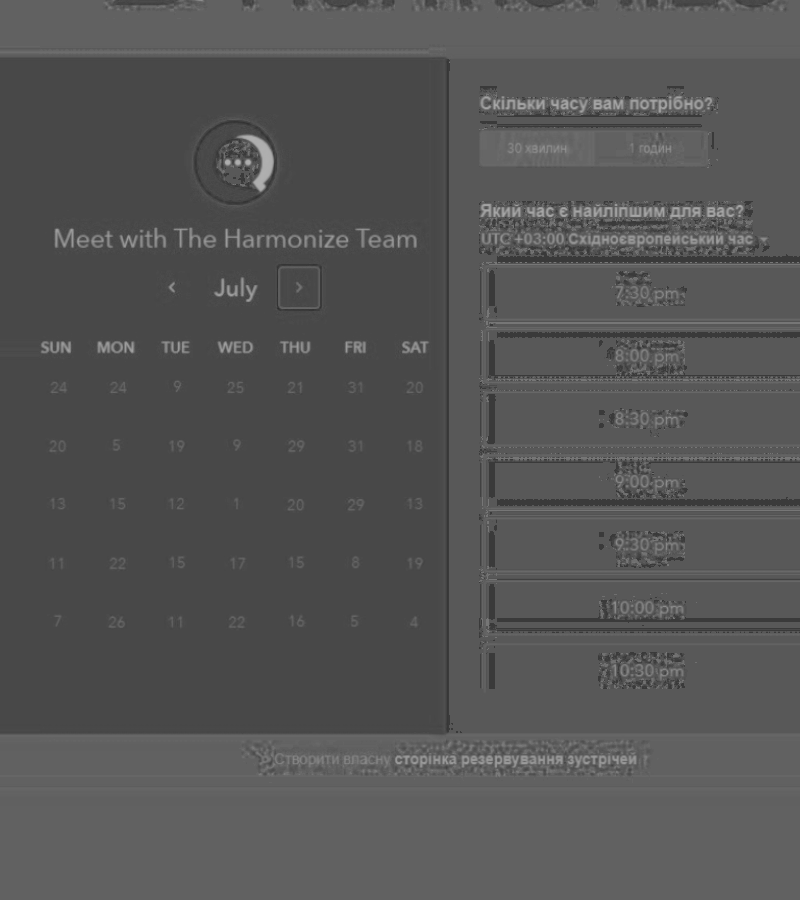 Meet with The Harmonize Team
July
SUN MON TUE WED THU FRI SAT
24 24 9 25 21 31 20
20 5 19 9 29 31 18
13 15 12 1 20 29 13
11 22 15 17 15 8 19
7 26 11 22 16 5 4
Скільки часу вам потрібно?
30 хвилин 1 годин
Який час є найліпшим для вас?
UTC +03:00 Східноєвропейський час
7:30 pm
8:00 pm
8:30 pm
9:00 pm
9:30 pm
10:00 pm
10:30 pm
Створити власну сторінка резервування зустрічей